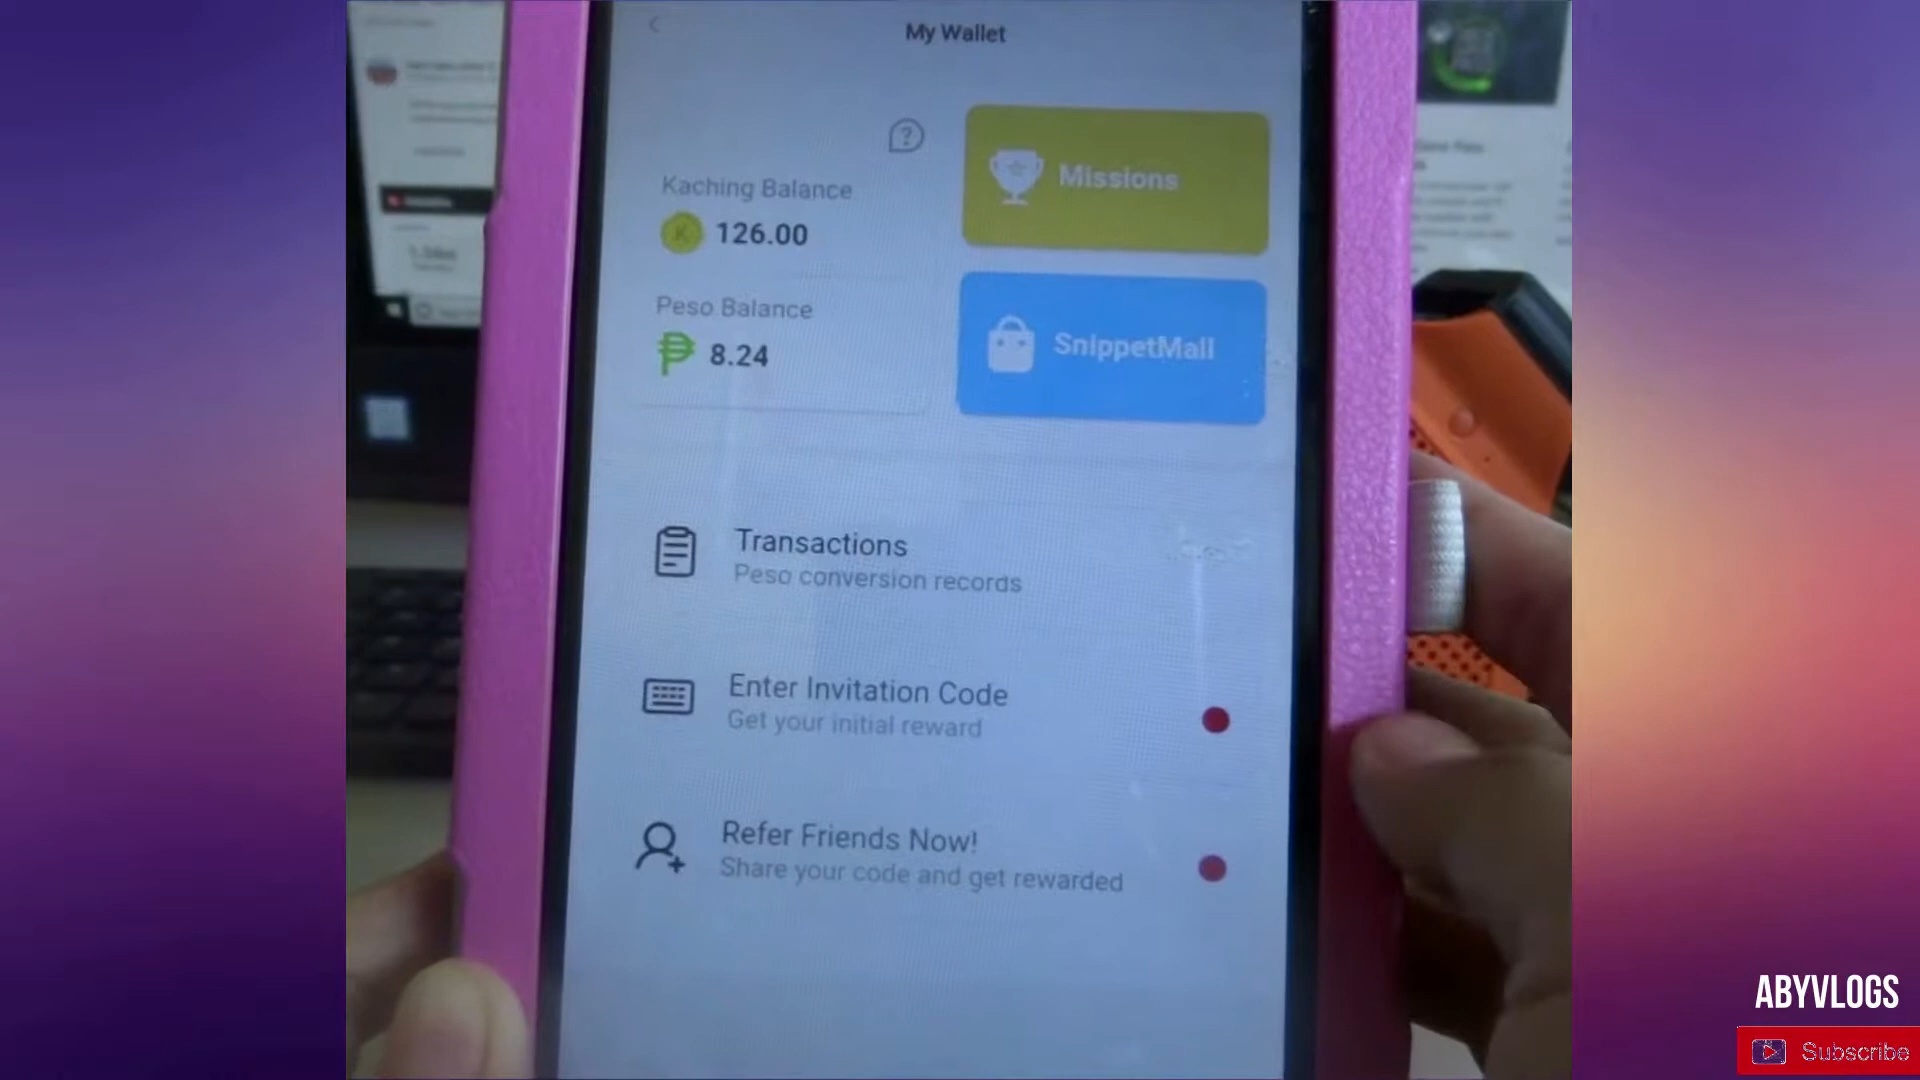 My Wallet
Missions
Kaching Balance
126.00
Peso Balance
8.24
SnippetMall
Transactions
Peso conversion records
Enter Invitation Code
Get your initial reward
Refer Friends Now!
Share your code and get rewarded
ABYVLOGS
Subscribe